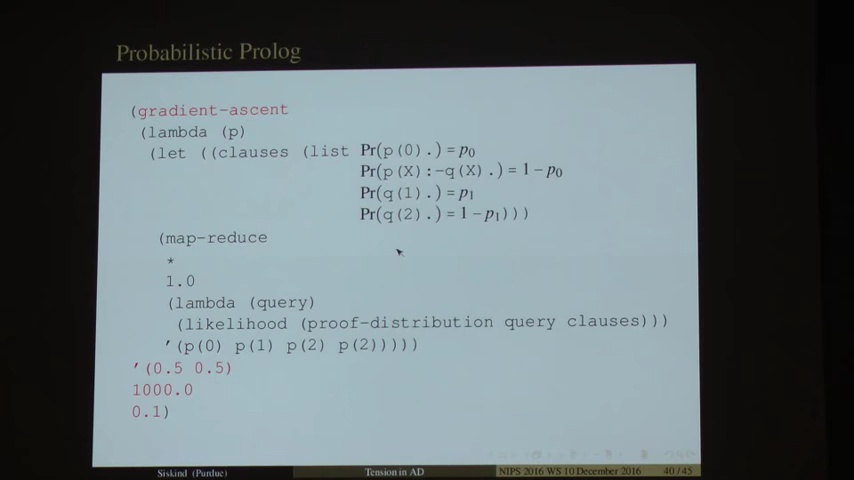 Probabilistic Prolog
(gradient-ascent
(lambda (p)
(let ((clauses (list Pr(p(0).) = p₀
Pr(p(X):-q(X).) = 1 − p₀
Pr(q(1).) = p₁
Pr(q(2).) = 1 − p₁)))
(map-reduce
*
1.0
(lambda (query)
(likelihood (proof-distribution query clauses)))
'(p(0) p(1) p(2) p(2)))))
'(0.5 0.5)
1000.0
0.1)
Siskind (Purdue) Tension in AD NIPS 2016 WS 10 December 2016 40 / 45